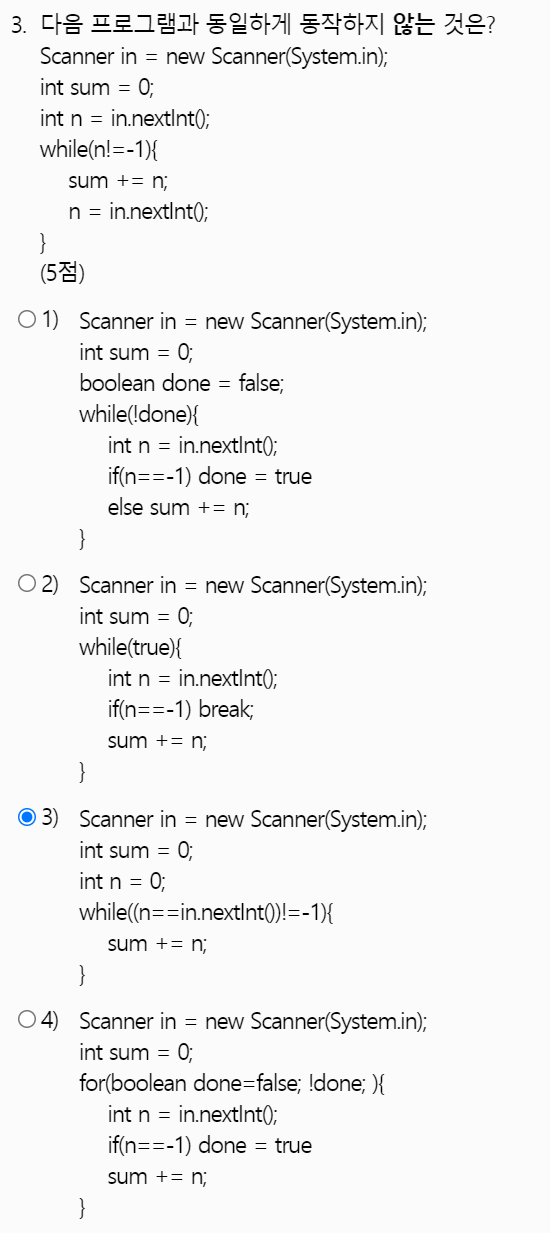 3. 다음 프로그램과 동일하게 동작하지 않는 것은?
Scanner in = new Scanner(System.in);
int sum = 0;
int n = in.nextInt();
while(n!=-1){
sum += n;
n = in.nextInt();
}
(5점)
1) Scanner in = new Scanner(System.in);
int sum = 0;
boolean done = false;
while(!done){
int n = in.nextInt();
if(n==-1) done = true
else sum += n;
}
2) Scanner in = new Scanner(System.in);
int sum = 0;
while(true){
int n = in.nextInt();
if(n==-1) break;
sum += n;
}
3) Scanner in = new Scanner(System.in);
int sum = 0;
int n = 0;
while((n==in.nextInt())!=-1){
sum += n;
}
4) Scanner in = new Scanner(System.in);
int sum = 0;
for(boolean done=false; !done; ){
int n = in.nextInt();
if(n==-1) done = true
sum += n;
}